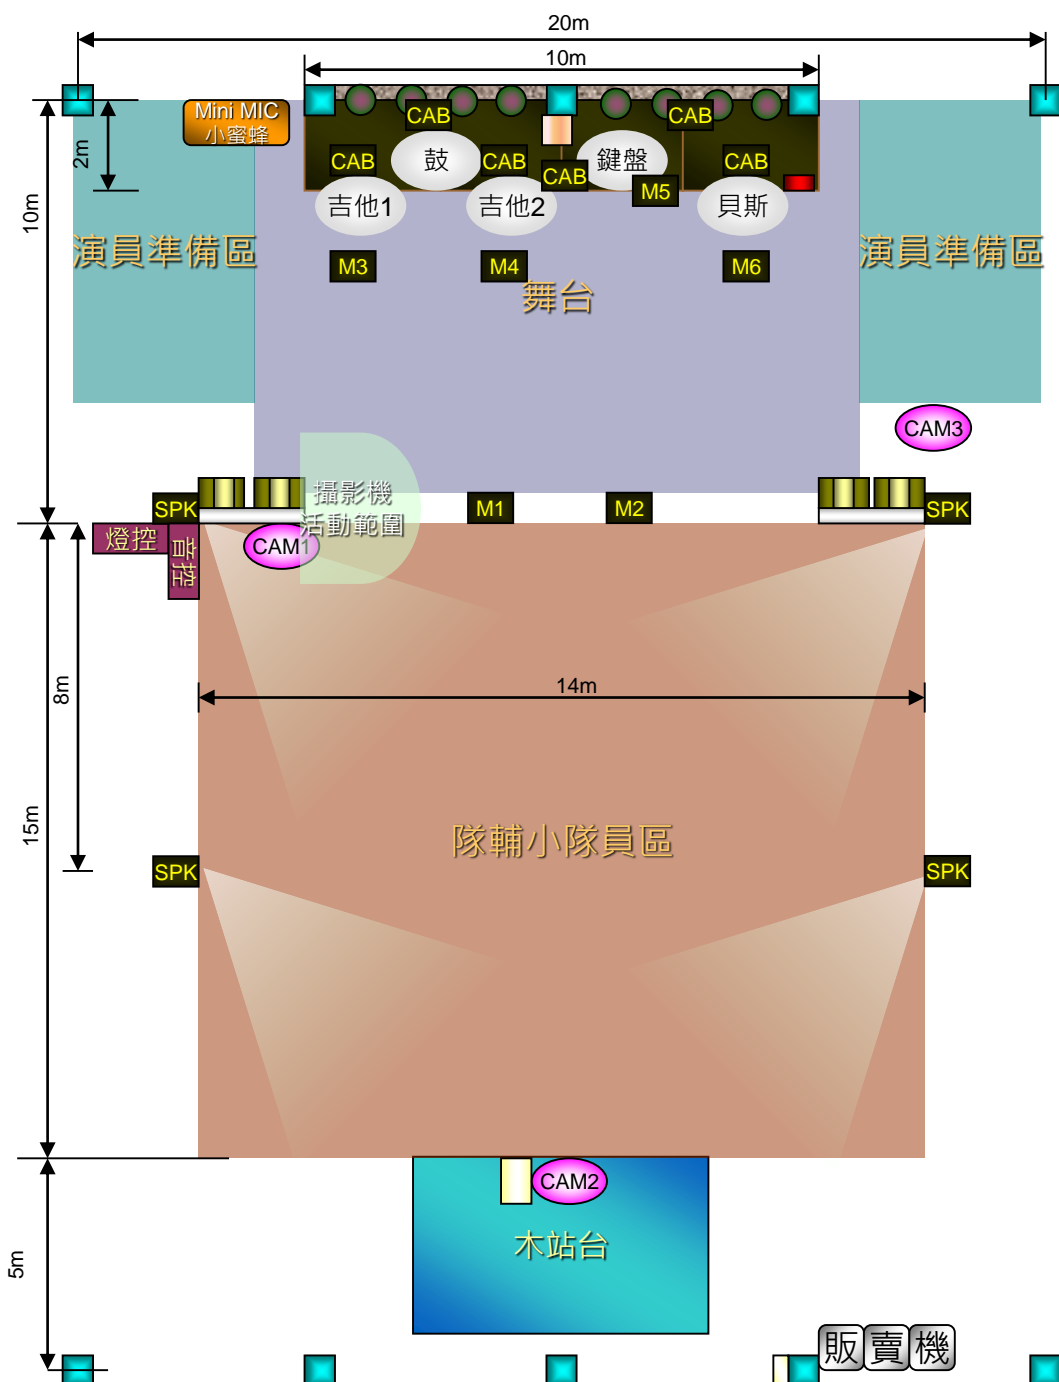 20m
10m
Mini MIC
小蜜蜂
CAB
CAB
2m
CAB
鼓
CAB
鍵盤
CAB
CAB
M5
10m
吉他1
吉他2
貝斯
演員準備區
演員準備區
M3
M4
M6
舞台
CAM3
攝影機
活動範圍
SPK
M1
M2
SPK
燈控
音控
CAM1
8m
14m
15m
隊輔小隊員區
SPK
SPK
CAM2
木站台
5m
販賣機